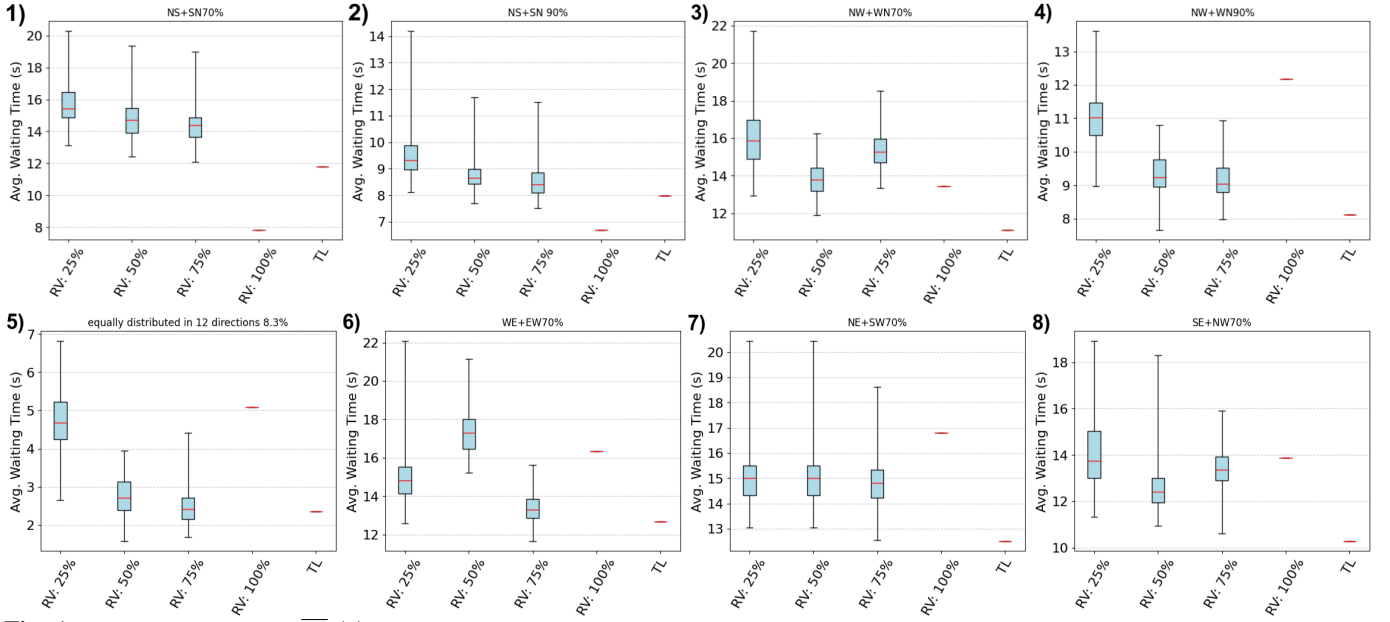 1) NS+SN70%
Avg. Waiting Time (s)
20
18
16
14
12
10
8
RV: 25% RV: 50% RV: 75% RV: 100% TL
2) NS+SN 90%
Avg. Waiting Time (s)
14
13
12
11
10
9
8
7
RV: 25% RV: 50% RV: 75% RV: 100% TL
3) NW+WN70%
Avg. Waiting Time (s)
22
20
18
16
14
12
RV: 25% RV: 50% RV: 75% RV: 100% TL
4) NW+WN90%
Avg. Waiting Time (s)
13
12
11
10
9
8
RV: 25% RV: 50% RV: 75% RV: 100% TL
5) equally distributed in 12 directions 8.3%
Avg. Waiting Time (s)
7
6
5
4
3
2
RV: 25% RV: 50% RV: 75% RV: 100% TL
6) WE+EW70%
Avg. Waiting Time (s)
22
20
18
16
14
12
RV: 25% RV: 50% RV: 75% RV: 100% TL
7) NE+SW70%
Avg. Waiting Time (s)
20
19
18
17
16
15
14
13
RV: 25% RV: 50% RV: 75% RV: 100% TL
8) SE+NW70%
Avg. Waiting Time (s)
18
16
14
12
10
RV: 25% RV: 50% RV: 75% RV: 100% TL